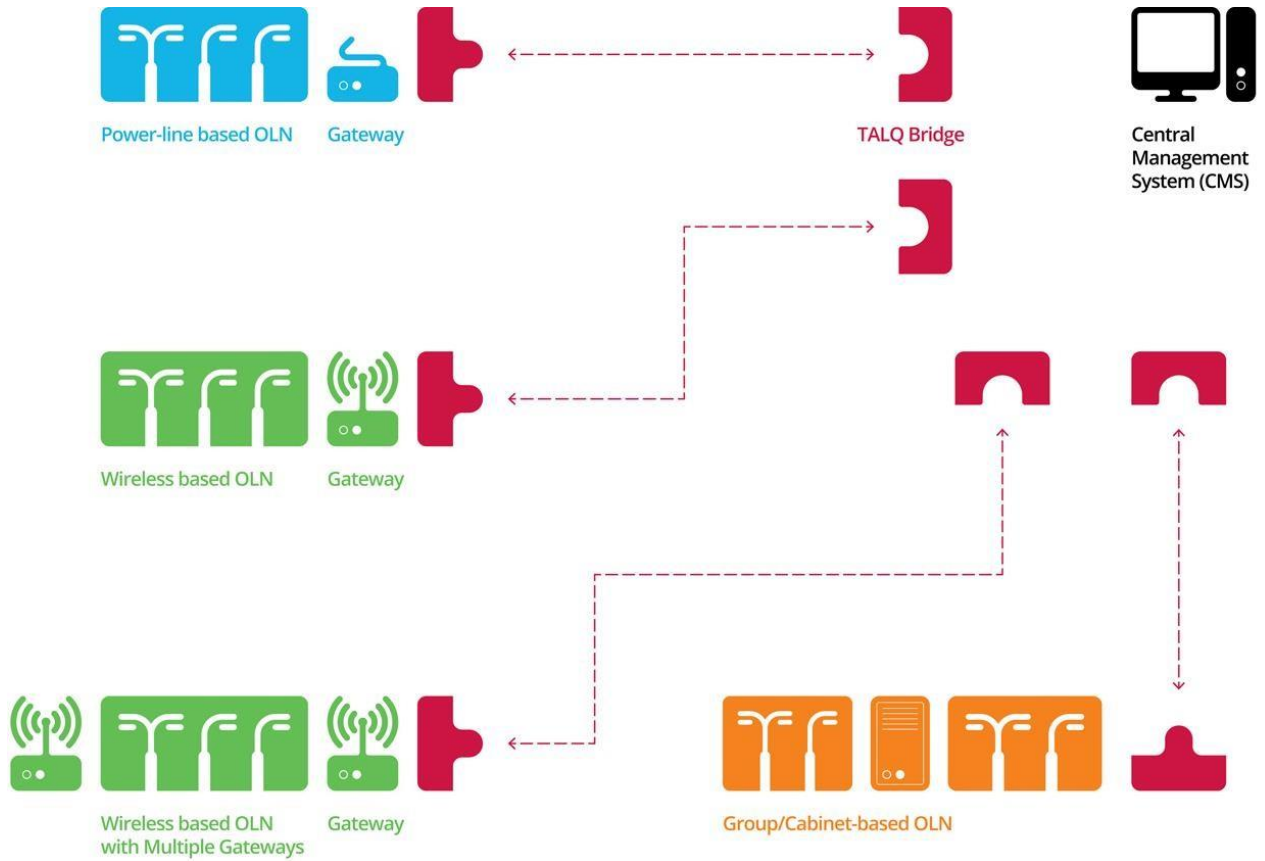 Power-line based OLN
Gateway
TALQ Bridge
Central
Management
System (CMS)
Wireless based OLN
Gateway
Wireless based OLN
with Multiple Gateways
Gateway
Group/Cabinet-based OLN